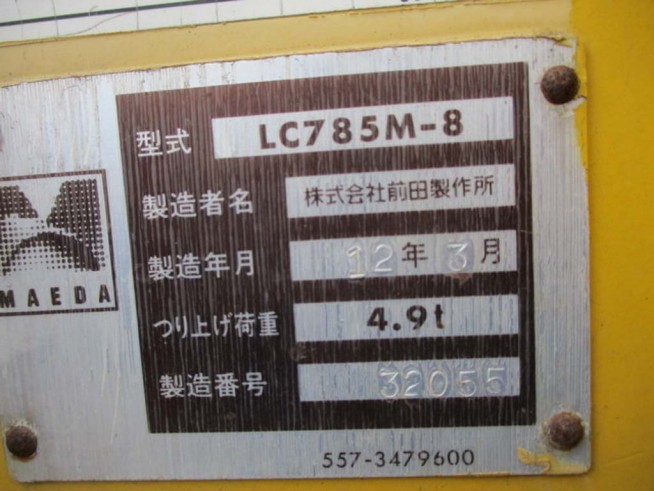 型式 LC785M-8
製造者名 株式会社前田製作所
製造年月 12年 3月
つり上げ荷重 4.9t
製造番号 32055
MAEDA
557-3479600